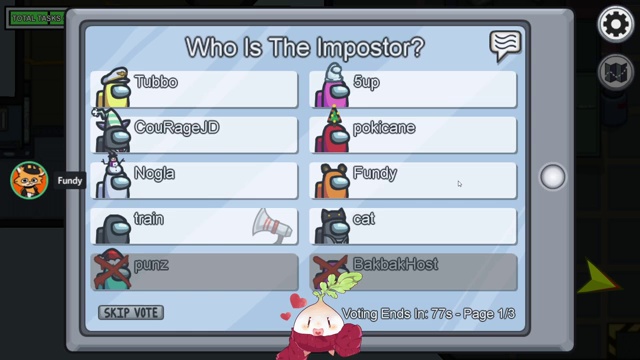 TOTAL TASKS
Who Is The Impostor?
Tubbo
5up
CouRageJD
pokicane
Nogla
Fundy
Fundy
train
cat
punz
BakbakHost
SKIP VOTE
Voting Ends In: 77s - Page 1/3